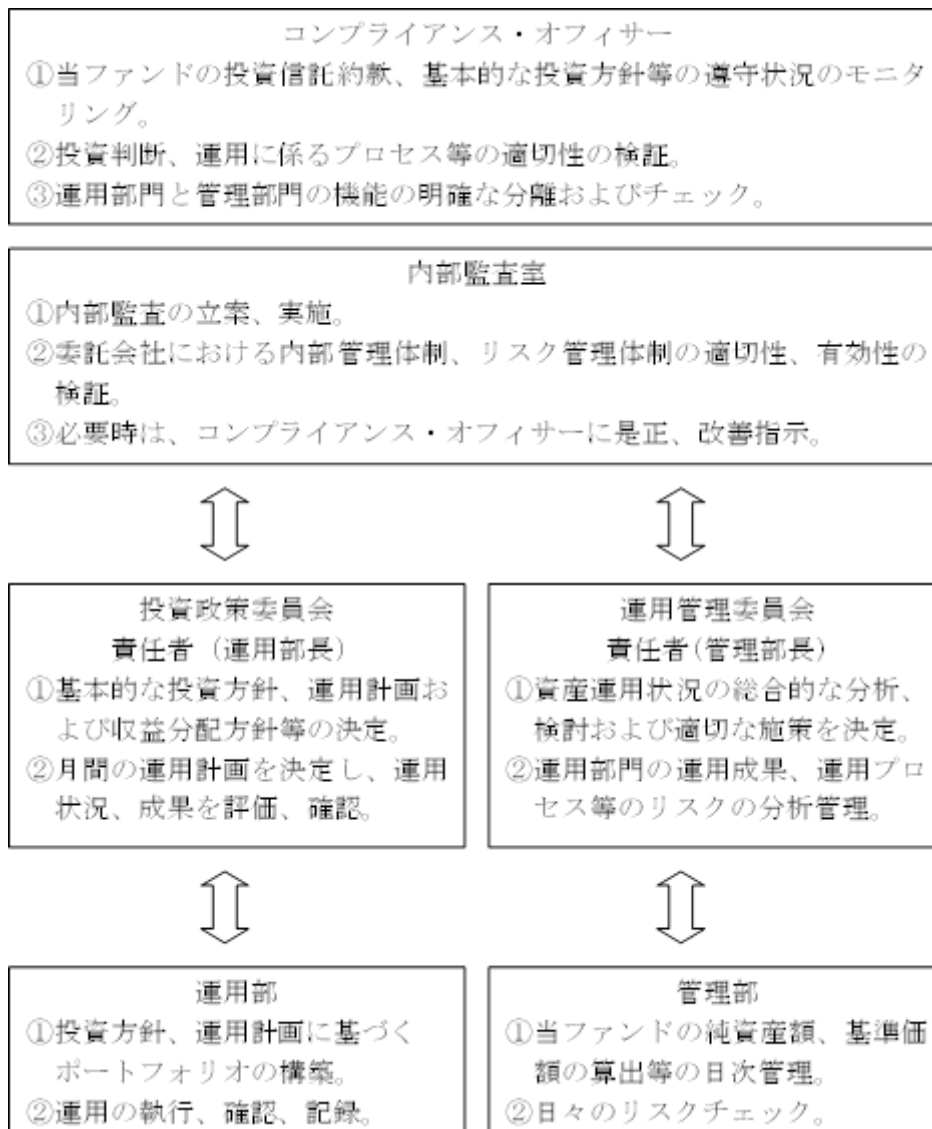 コンプライアンス・オフィサー
①当ファンドの投資信託約款、基本的な投資方針等の遵守状況のモニタ
リング。
②投資判断、運用に係るプロセス等の適切性の検証。
③運用部門と管理部門の機能の明確な分離およびチェック。
内部監査室
①内部監査の立案、実施。
②委託会社における内部管理体制、リスク管理体制の適切性、有効性の
検証。
③必要時は、コンプライアンス・オフィサーに是正、改善指示。
投資政策委員会
責任者（運用部長）
①基本的な投資方針、運用計画お
よび収益分配方針等の決定。
②月間の運用計画を決定し、運用
状況、成果を評価、確認。
運用管理委員会
責任者(管理部長)
①資産運用状況の総合的な分析、
検討および適切な施策を決定。
②運用部門の運用成果、運用プロ
セス等のリスクの分析管理。
運用部
①投資方針、運用計画に基づく
ポートフォリオの構築。
②運用の執行、確認、記録。
管理部
①当ファンドの純資産額、基準価
額の算出等の日次管理。
②日々のリスクチェック。